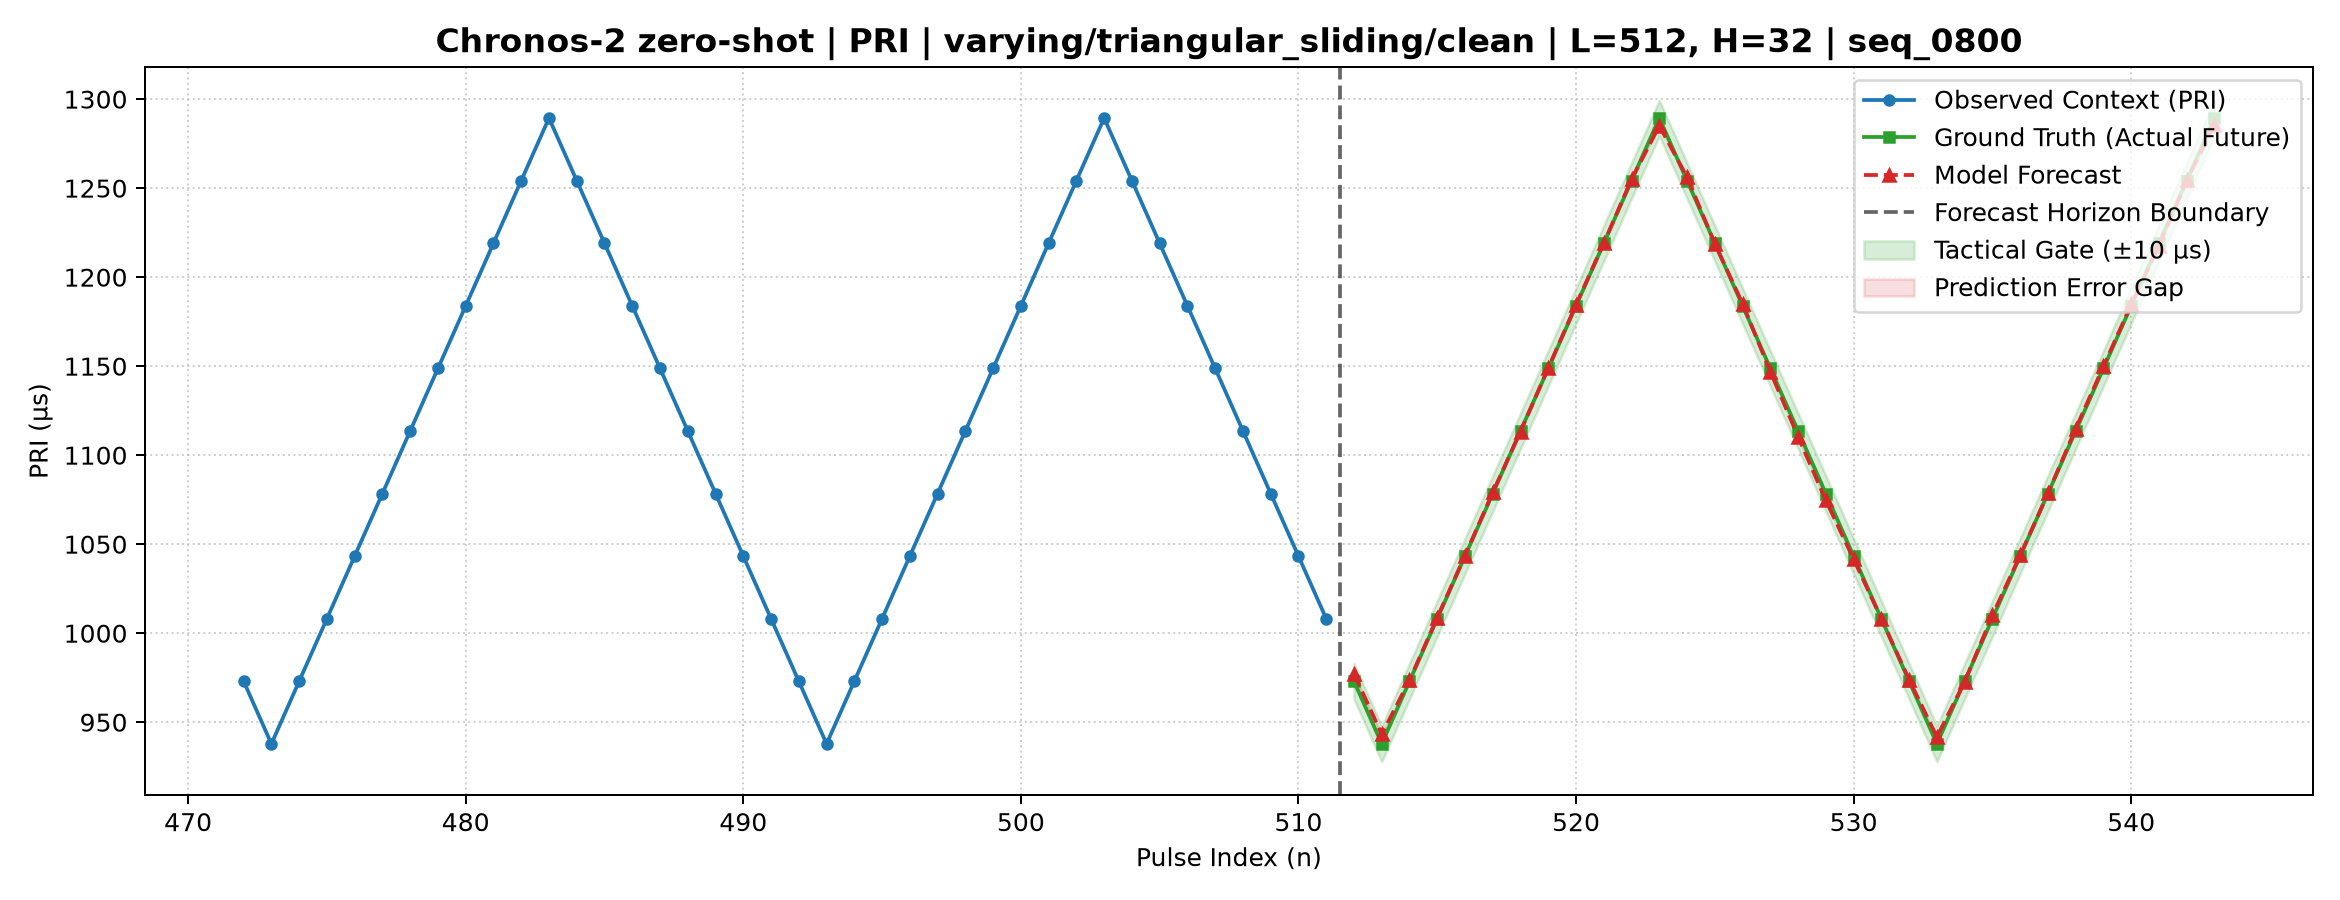 Chronos-2 zero-shot | PRI | varying/triangular_sliding/clean | L=512, H=32 | seq_0800
PRI (µs)
1300
1250
1200
1150
1100
1050
1000
950
Observed Context (PRI)
Ground Truth (Actual Future)
Model Forecast
Forecast Horizon Boundary
Tactical Gate (±10 µs)
Prediction Error Gap
470 480 490 500 510 520 530 540
Pulse Index (n)